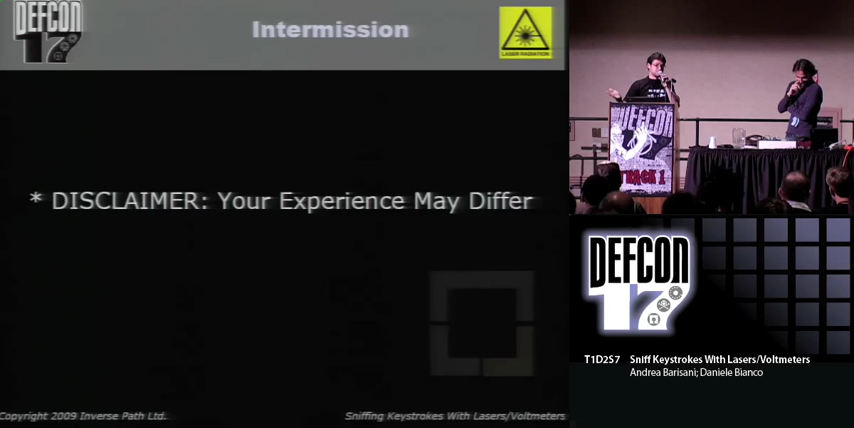 DEFCON
17
Intermission
LASER RADIATION
* DISCLAIMER: Your Experience May Differ
Copyright 2009 Inverse Path Ltd.
Sniffing Keystrokes With Lasers/Voltmeters
DEFCON
TRACK 1
DEFCON
17
T1D2S7 Sniff Keystrokes With Lasers/Voltmeters
Andrea Barisani; Daniele Bianco